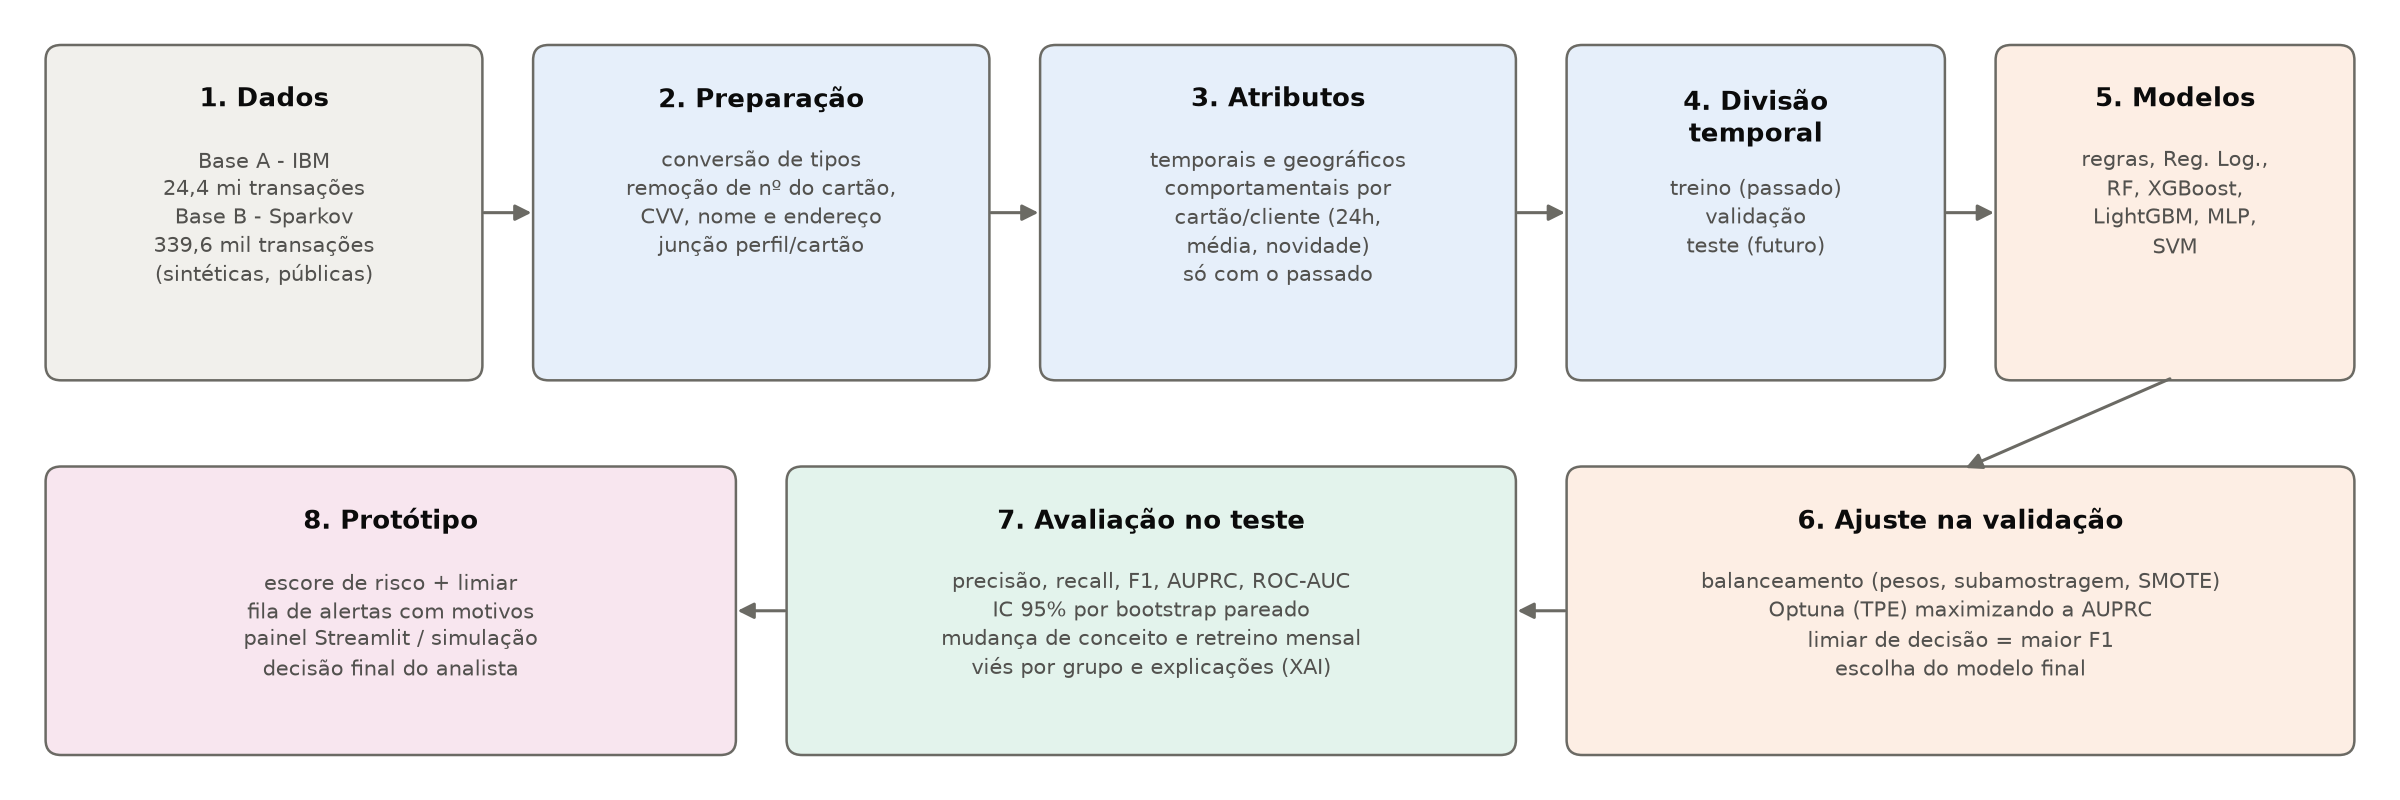 1. Dados
Base A - IBM
24,4 mi transações
Base B - Sparkov
339,6 mil transações
(sintéticas, públicas)
2. Preparação
conversão de tipos
remoção de nº do cartão,
CVV, nome e endereço
junção perfil/cartão
3. Atributos
temporais e geográficos
comportamentais por
cartão/cliente (24h,
média, novidade)
só com o passado
4. Divisão
temporal
treino (passado)
validação
teste (futuro)
5. Modelos
regras, Reg. Log.,
RF, XGBoost,
LightGBM, MLP,
SVM
6. Ajuste na validação
balanceamento (pesos, subamostragem, SMOTE)
Optuna (TPE) maximizando a AUPRC
limiar de decisão = maior F1
escolha do modelo final
7. Avaliação no teste
precisão, recall, F1, AUPRC, ROC-AUC
IC 95% por bootstrap pareado
mudança de conceito e retreino mensal
viés por grupo e explicações (XAI)
8. Protótipo
escore de risco + limiar
fila de alertas com motivos
painel Streamlit / simulação
decisão final do analista